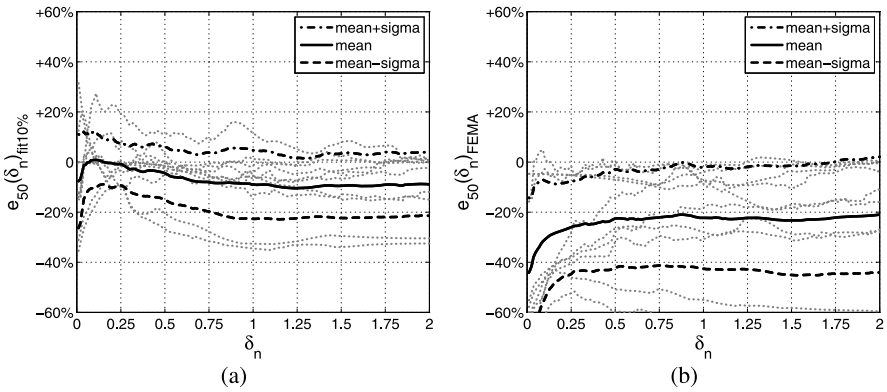 +60%
+40%
+20%
0
−20%
−40%
−60%
e50(δn)fit10%
mean+sigma
mean
mean−sigma
0 0.25 0.5 0.75 1 1.25 1.5 1.75 2
δn
(a)
+60%
+40%
+20%
0
−20%
−40%
−60%
e50(δn)FEMA
mean+sigma
mean
mean−sigma
0 0.25 0.5 0.75 1 1.25 1.5 1.75 2
δn
(b)